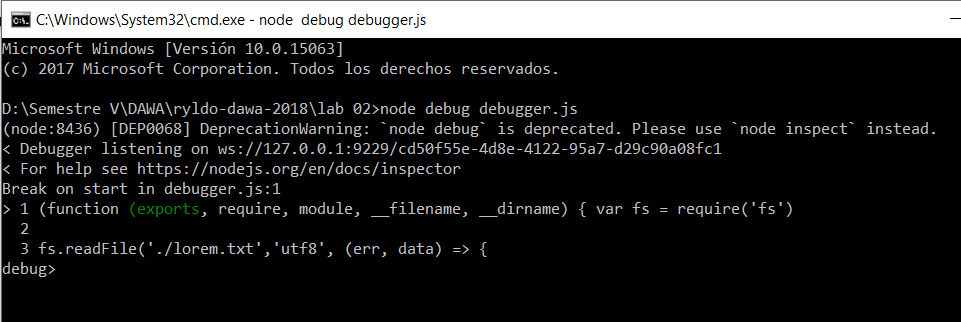 C:\Windows\System32\cmd.exe - node  debug debugger.js
Microsoft Windows [Versión 10.0.15063]
(c) 2017 Microsoft Corporation. Todos los derechos reservados.
D:\Semestre V\DAWA\ryldo-dawa-2018\lab 02>node debug debugger.js
(node:8436) [DEP0068] DeprecationWarning: `node debug` is deprecated. Please use `node inspect` instead.
< Debugger listening on ws://127.0.0.1:9229/cd50f55e-4d8e-4122-95a7-d29c90a08fc1
< For help see https://nodejs.org/en/docs/inspector
Break on start in debugger.js:1
> 1 (function (exports, require, module, __filename, __dirname) { var fs = require('fs')
  2
  3 fs.readFile('./lorem.txt','utf8', (err, data) => {
debug>